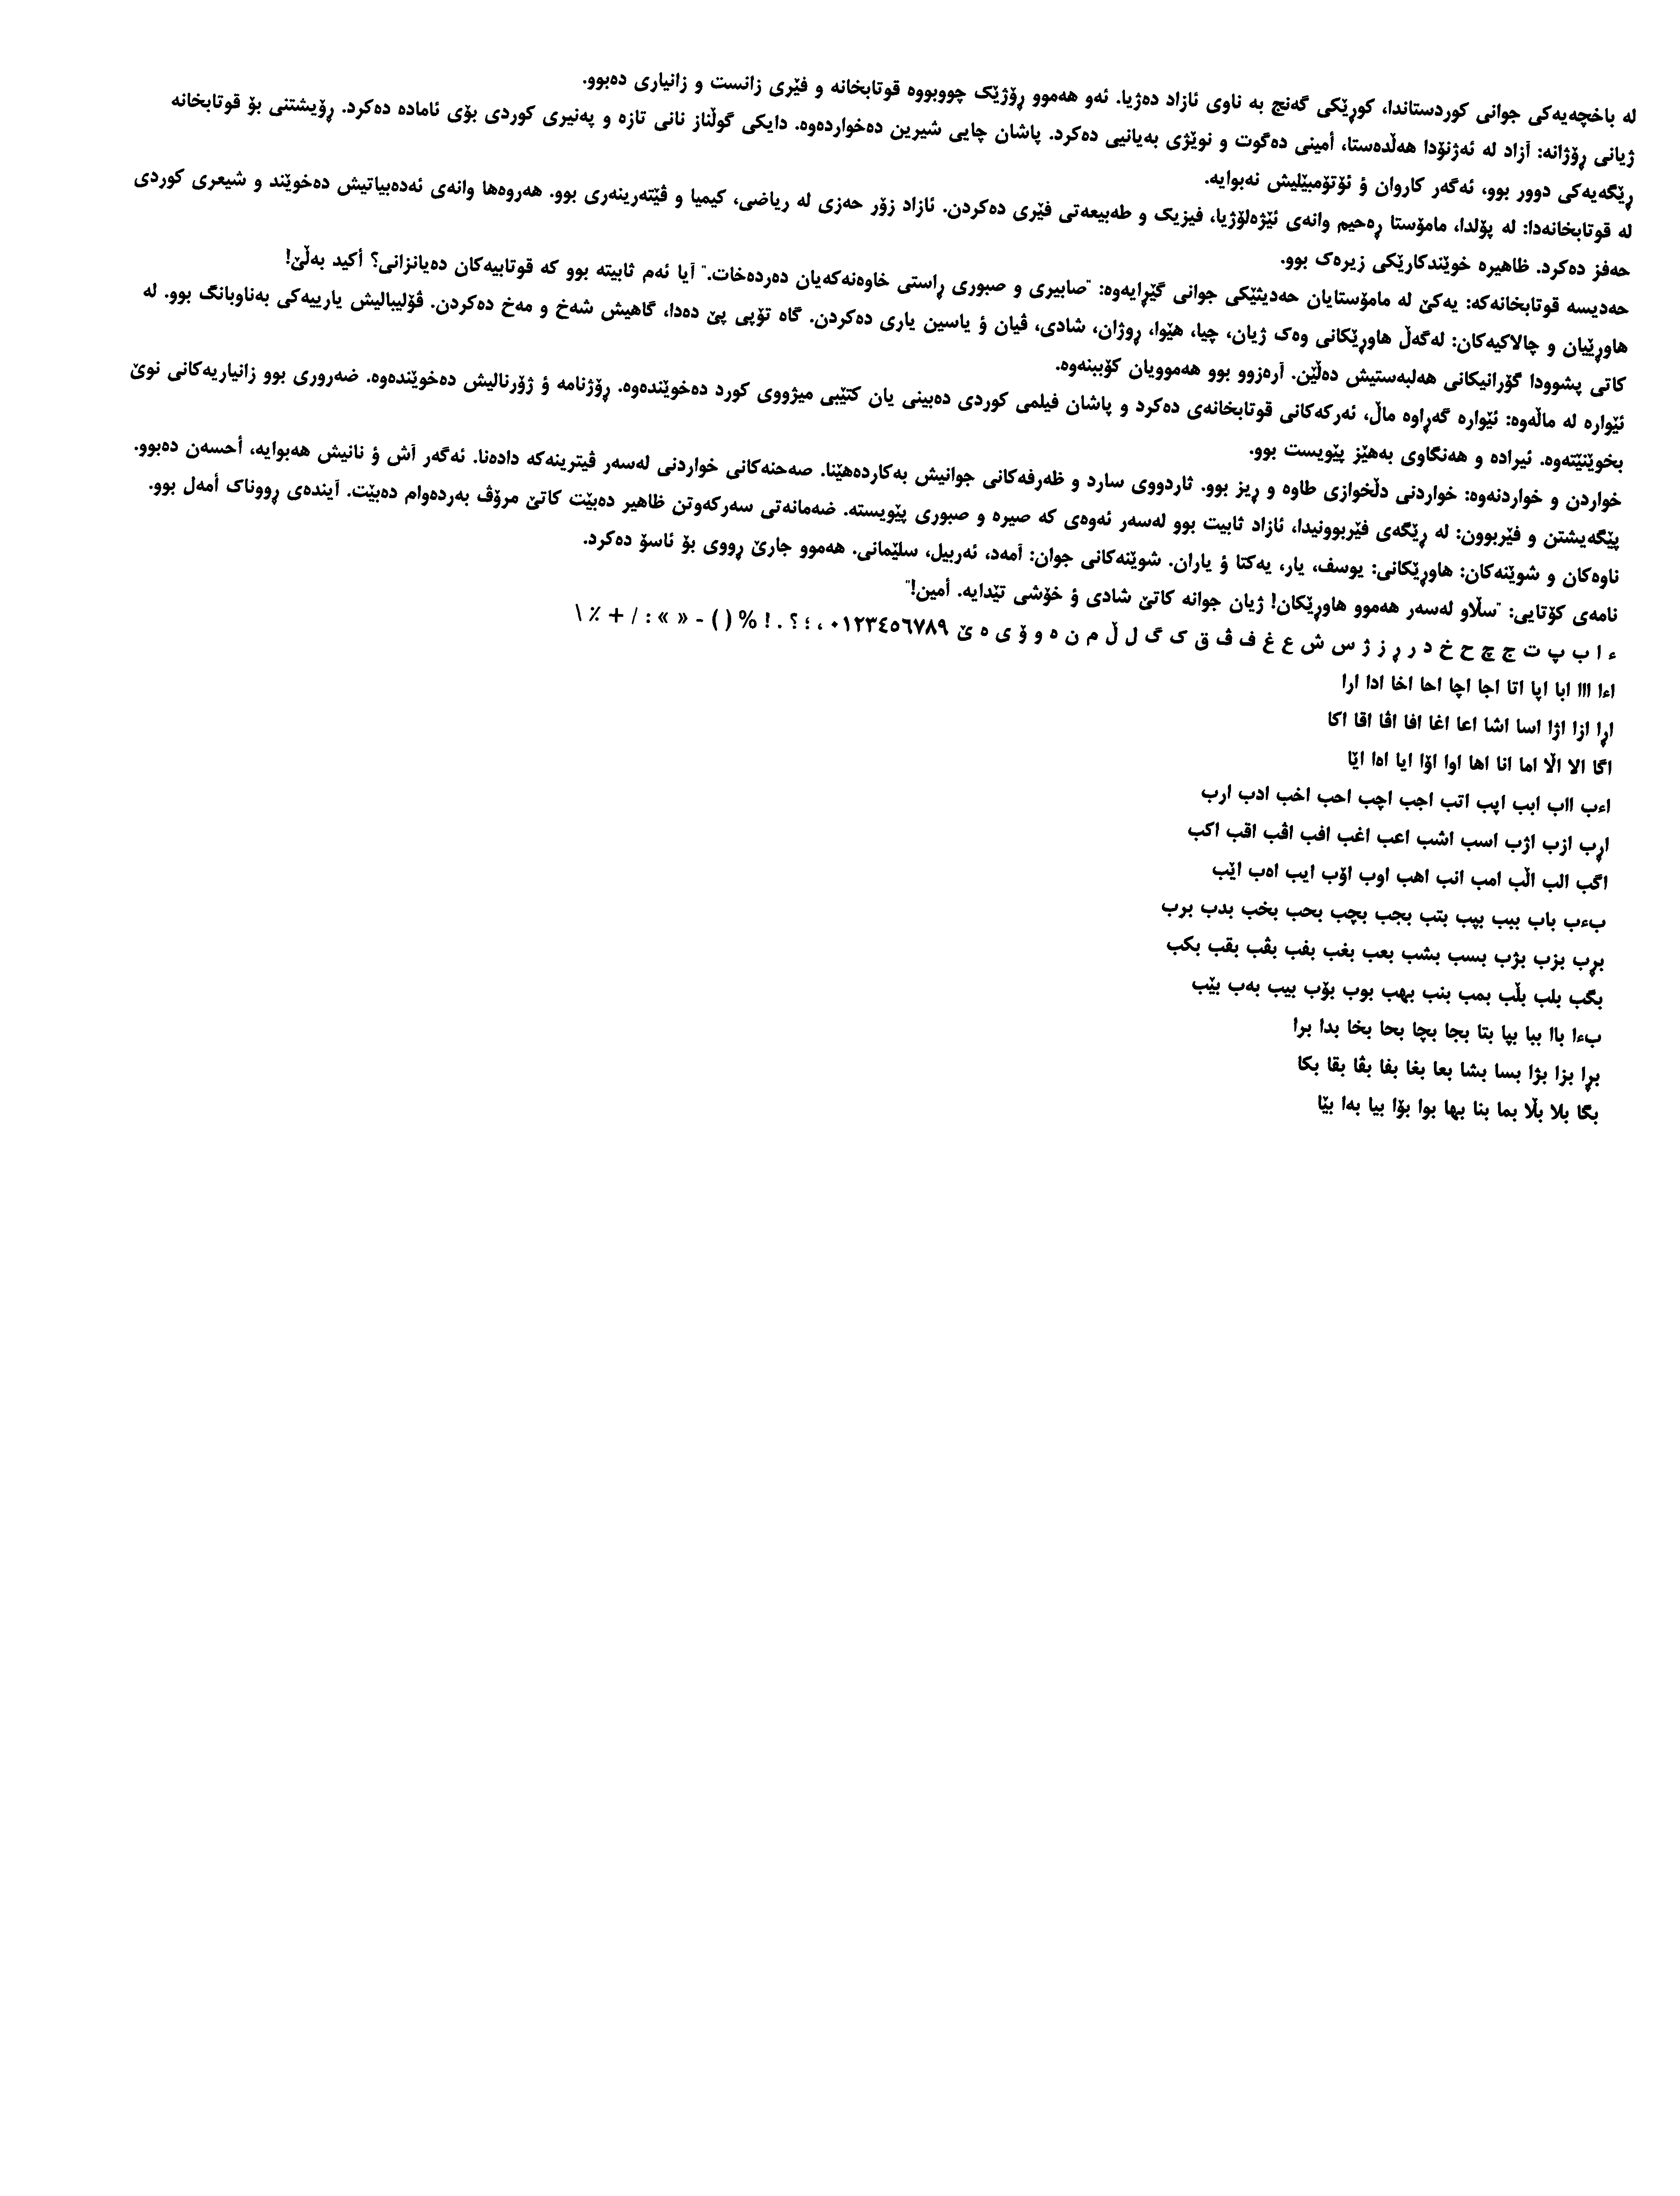 لە باخچەیەکی جوانی کوردستاندا، کوڕێکی گەنج بە ناوی ئازاد دەژیا. ئەو هەموو ڕۆژێک چووبووە قوتابخانە و فێری زانست و زانیاری دەبوو.
ژیانی ڕۆژانە: آزاد لە ئەژنۆدا هەڵدەستا، أمینی دەگوت و نوێژی بەیانیی دەکرد. پاشان چایی شیرین دەخواردەوە. دایکی گوڵناز نانی تازە و پەنیری کوردی بۆی ئامادە دەکرد. ڕۆیشتنی بۆ قوتابخانە
ڕێگەیەکی دوور بوو، ئەگەر کاروان ؤ ئۆتۆمبێلیش نەبوایە.
لە قوتابخانەدا: لە پۆلدا، مامۆستا ڕەحیم وانەی ئێژەلۆژیا، فیزیک و طەبیعەتی فێری دەکردن. ئازاد زۆر حەزی لە ریاضی، کیمیا و ڤێتەرینەری بوو. هەروەها وانەی ئەدەبیاتیش دەخوێند و شیعری کوردی
حەفز دەکرد. ظاهیرە خوێندکارێکی زیرەک بوو.
حەدیسە قوتابخانەکە: یەکێ لە مامۆستایان حەدیثێکی جوانی گێڕایەوە: "صابیری و صبوری ڕاستی خاوەنەکەیان دەردەخات." آیا ئەم ثابیتە بوو کە قوتابیەکان دەیانزانی؟ أکید بەڵێ!
هاوڕێیان و چالاکیەکان: لەگەڵ هاوڕێکانی وەک ژیان، چیا، هێوا، ڕوژان، شادی، ڤیان ؤ یاسین یاری دەکردن. گاە تۆپی پێ دەدا، گاهیش شەخ و مەخ دەکردن. ڤۆلیبالیش یارییەکی بەناوبانگ بوو. لە
کاتی پشوودا گۆرانیکانی هەلبەستیش دەڵێن. آرەزوو بوو هەموویان کۆببنەوە.
ئێوارە لە ماڵەوە: ئێوارە گەڕاوە ماڵ، ئەرکەکانی قوتابخانەی دەکرد و پاشان فیلمی کوردی دەبینی یان کتێبی میژووی کورد دەخوێندەوە. ڕۆژنامە ؤ ژۆرنالیش دەخوێندەوە. ضەروری بوو زانیاریەکانی نوێ
بخوێنێتەوە. ئیرادە و هەنگاوی بەهێز پێویست بوو.
خواردن و خواردنەوە: خواردنی دڵخوازی طاوە و ڕیز بوو. ثاردووی سارد و ظەرفەکانی جوانیش بەکاردەهێنا. صەحنەکانی خواردنی لەسەر ڤیترینەکە دادەنا. ئەگەر آش ؤ نانیش هەبوایە، أحسەن دەبوو.
پێگەیشتن و فێربوون: لە ڕێگەی فێربوونیدا، ئازاد ثابیت بوو لەسەر ئەوەی کە صبرە و صبوری پێویستە. ضەمانەتی سەرکەوتن ظاهیر دەبێت کاتێ مرۆڤ بەردەوام دەبێت. آیندەی ڕووناک أمەل بوو.
ناوەکان و شوێنەکان: هاوڕێکانی: یوسف، یار، یەکتا ؤ یاران. شوێنەکانی جوان: آمەد، ئەربیل، سلێمانی. هەموو جارێ ڕووی بۆ ئاسۆ دەکرد.
نامەی کۆتایی: "سڵاو لەسەر هەموو هاوڕێکان! ژیان جوانە کاتێ شادی ؤ خۆشی تێدایە. أمین!"
ء ا ب پ ت ج چ ح خ د ر ڕ ز ژ س ش ع غ ف ڤ ق ک گ ل ڵ م ن ه و ۆ ی ە ێ ٠١٢٣٤٥٦٧٨٩ ، ؛ ؟ . ! % ( ) - « » : / + ٪ \
اءا ااا ابا اپا اتا اجا اچا احا اخا ادا ارا
اڕا ازا اژا اسا اشا اعا اغا افا اڤا اقا اکا
اگا الا اڵا اما انا اها اوا اۆا ایا اەا اێا
اءب ااب ابب اپب اتب اجب اچب احب اخب ادب ارب
اڕب ازب اژب اسب اشب اعب اغب افب اڤب اقب اکب
اگب الب اڵب امب انب اهب اوب اۆب ایب اەب اێب
بءب باب ببب بپب بتب بجب بچب بحب بخب بدب برب
بڕب بزب بژب بسب بشب بعب بغب بفب بڤب بقب بکب
بگب بلب بڵب بمب بنب بهب بوب بۆب بیب بەب بێب
بءا باا ببا بپا بتا بجا بچا بحا بخا بدا برا
بڕا بزا بژا بسا بشا بعا بغا بفا بڤا بقا بکا
بگا بلا بڵا بما بنا بها بوا بۆا بیا بەا بێا